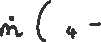 ṁ ( 4 -